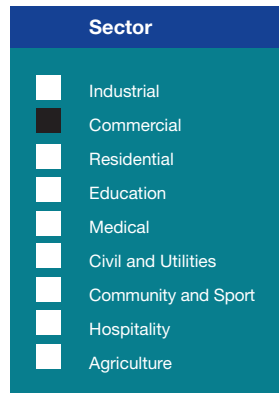 Sector
Industrial
Commercial
Residential
Education
Medical
Civil and Utilities
Community and Sport
Hospitality
Agriculture